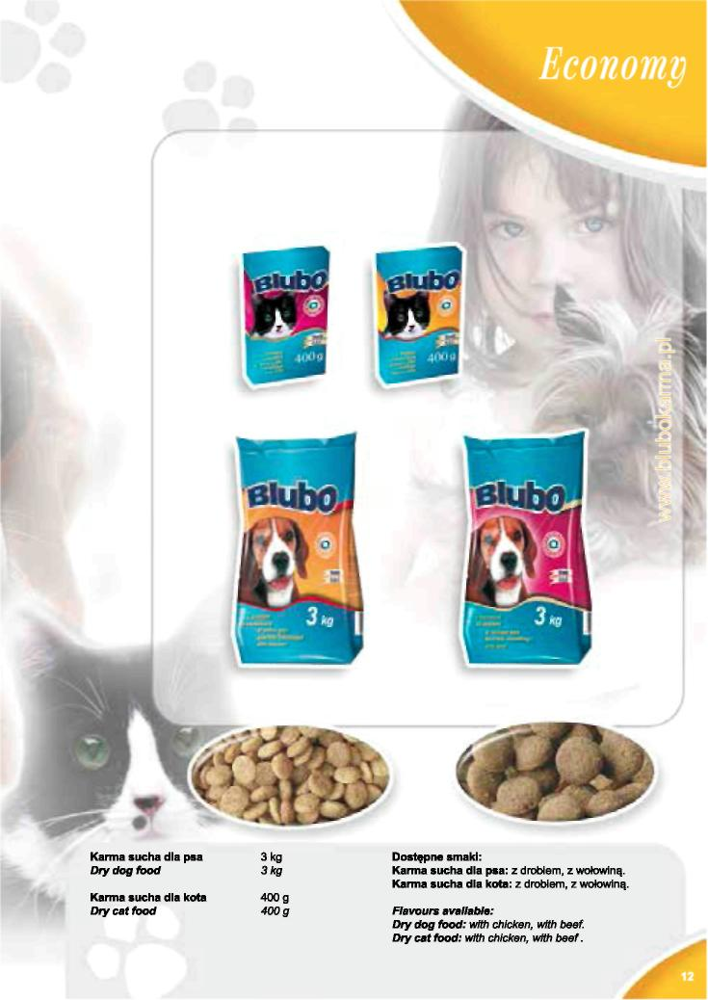 Economy
Blubo
400 g
Blubo
400 g
www.blubokarma.pl
Blubo
3 kg
Blubo
3 kg
Karma sucha dla psa 3 kg
Dry dog food 3 kg
Karma sucha dla kota 400 g
Dry cat food 400 g
Dostępne smaki:
Karma sucha dla psa: z drobiem, z wołowiną.
Karma sucha dla kota: z drobiem, z wołowiną.
Flavours available:
Dry dog food: with chicken, with beef.
Dry cat food: with chicken, with beef .
12